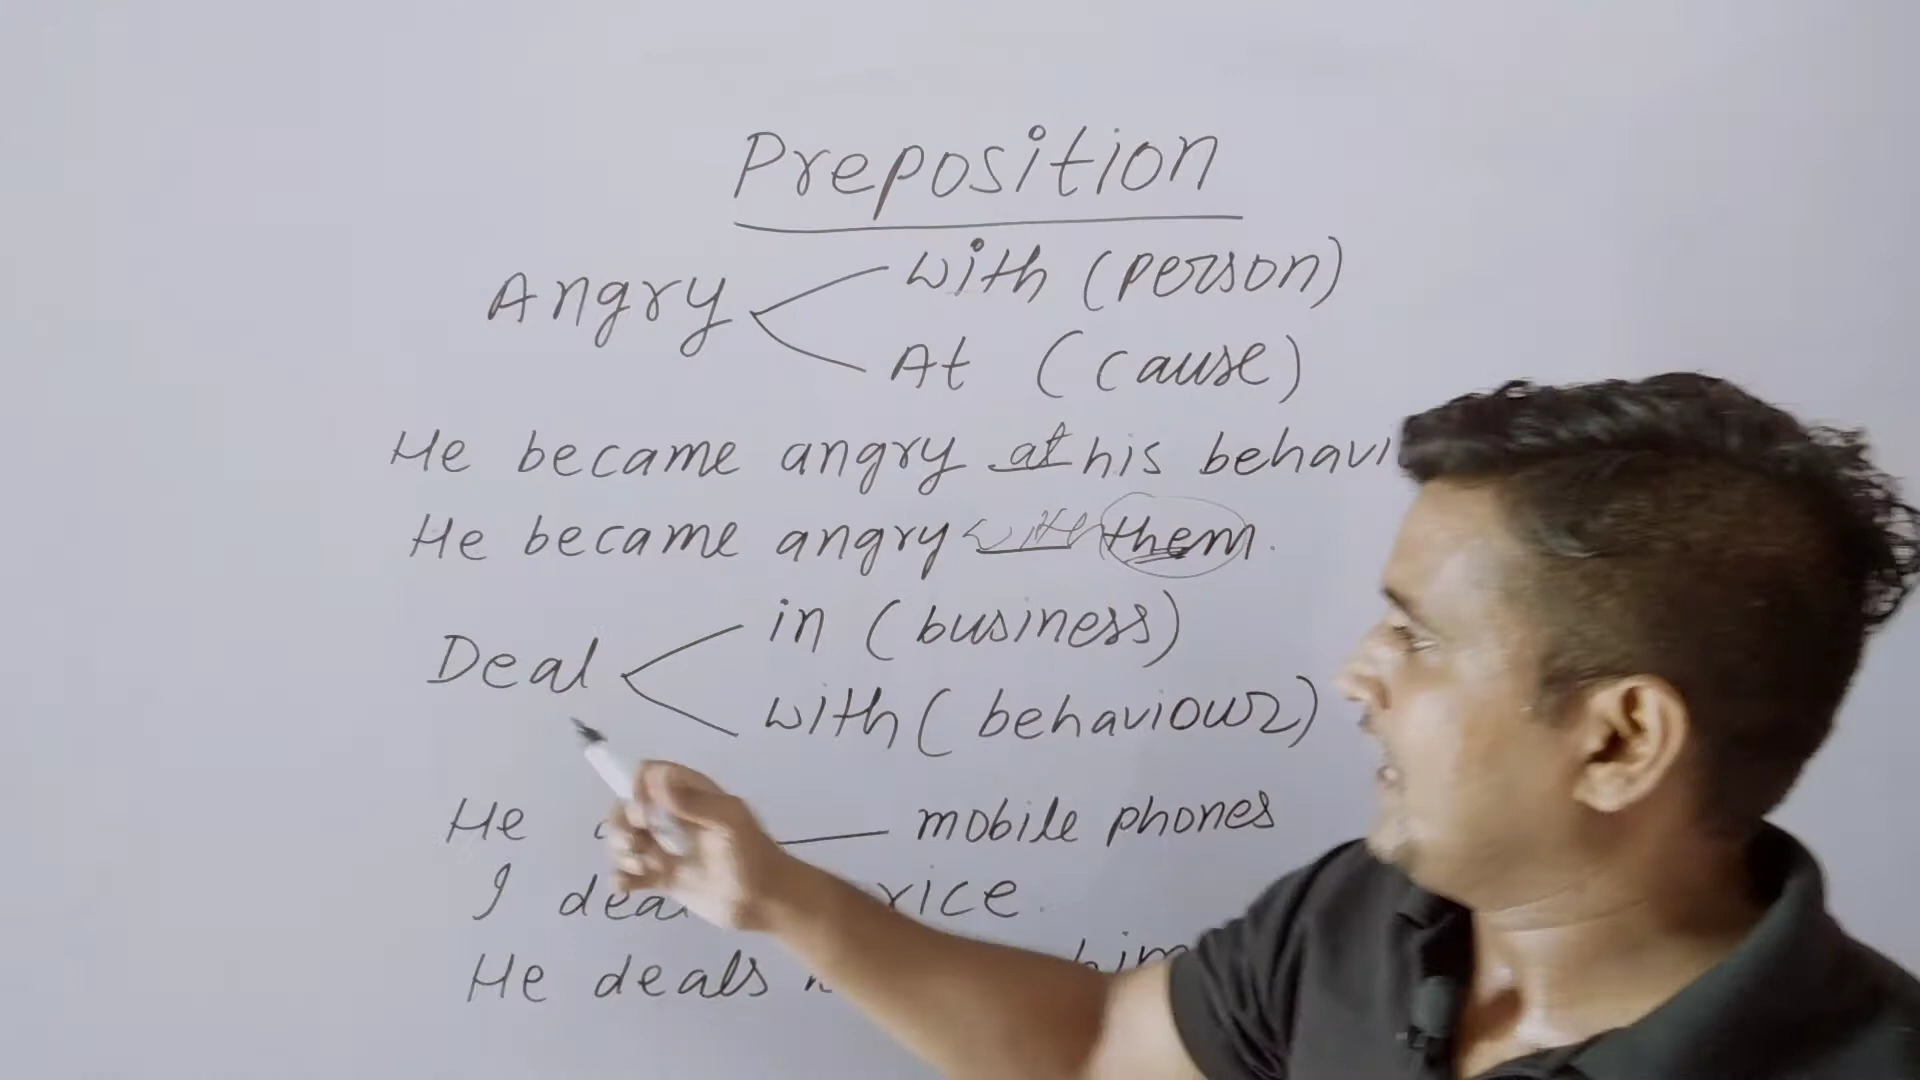 Preposition
Angry with (person)
At (cause)
He became angry at his behavi
He became angry with them.
Deal in (business)
with (behaviour)
He mobile phones
I rice.
He deals